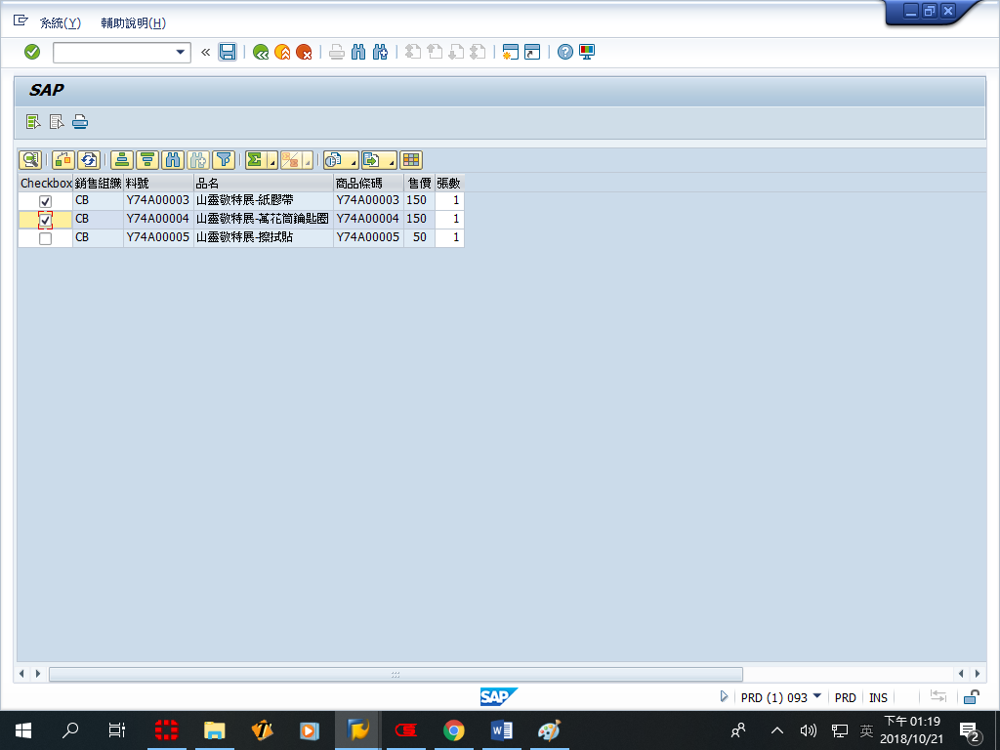 系統(Y) 輔助說明(H)
SAP
Checkbox 銷售組織 料號 品名 商品條碼 售價 張數
CB Y74A00003 山靈敬特展-紙膠帶 Y74A00003 150 1
CB Y74A00004 山靈敬特展-萬花筒鑰匙圈 Y74A00004 150 1
CB Y74A00005 山靈敬特展-擦拭貼 Y74A00005 50 1
SAP
PRD (1) 093 PRD INS
英
下午 01:19
2018/10/21
2